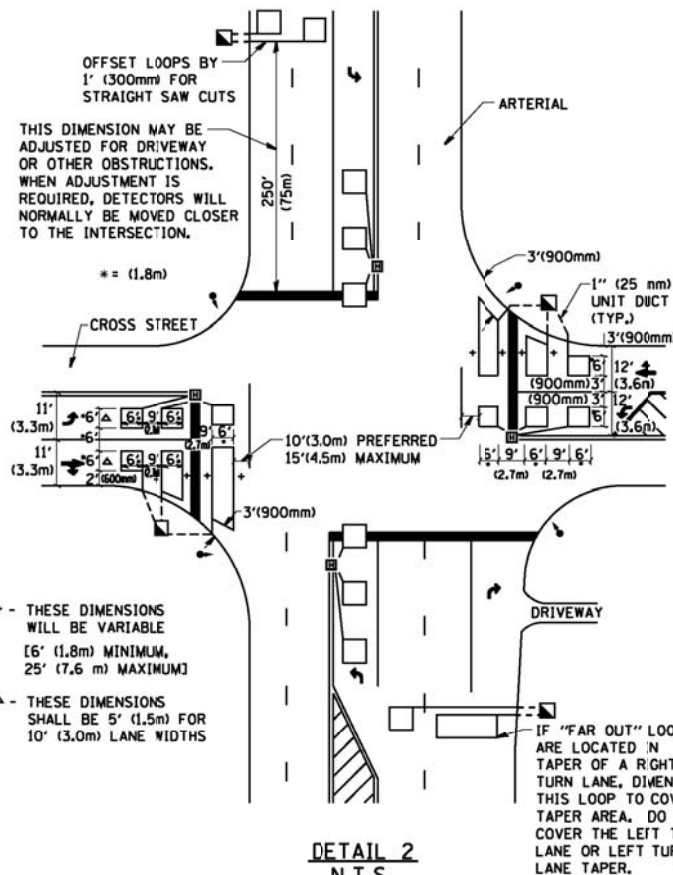 OFFSET LOOPS BY
1' (300mm) FOR
STRAIGHT SAW CUTS
THIS DIMENSION MAY BE
ADJUSTED FOR DRIVEWAY
OR OTHER OBSTRUCTIONS.
WHEN ADJUSTMENT IS
REQUIRED, DETECTORS WILL
NORMALLY BE MOVED CLOSER
TO THE INTERSECTION.
250'
(75m)
ARTERIAL
* = (1.8m)
CROSS STREET
3'(900mm)
1" (25 mm)
UNIT DUCT
(TYP.)
3'(900mm)
6' 12'
(900mm) 3' (3.6m)
(900mm) 3' 12'
6'
(3.6m)
6' 9' 6' 9' 6'
(2.7m) (2.7m)
11'
(3.3m)
*6' △ 6' 9' 6'
*6'
9' 6'
(2.7m)
11'
(3.3m)
*6' △ 6' 9' 6'
2' (600mm)
10'(3.0m) PREFERRED
15'(4.5m) MAXIMUM
3'(900mm)
H
H
H
H
- THESE DIMENSIONS
WILL BE VARIABLE
[6' (1.8m) MINIMUM,
25' (7.6 m) MAXIMUM]
△ - THESE DIMENSIONS
SHALL BE 5' (1.5m) FOR
10' (3.0m) LANE WIDTHS
DRIVEWAY
IF "FAR OUT" LOO
ARE LOCATED IN
TAPER OF A RIGHT
TURN LANE, DIMEN
THIS LOOP TO COV
TAPER AREA. DO
COVER THE LEFT T
LANE OR LEFT TUR
LANE TAPER.
DETAIL 2
N.T.S.